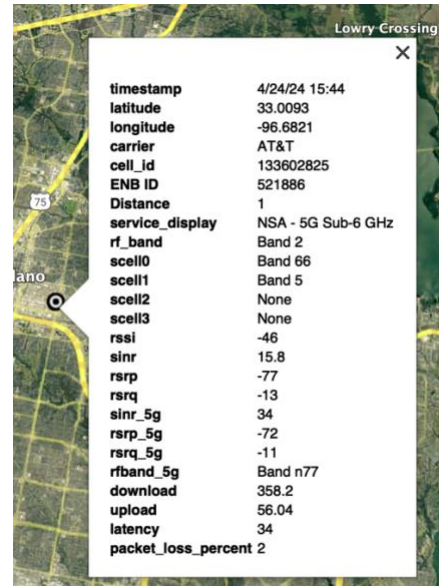 Lowry Crossing
×
timestamp 4/24/24 15:44
latitude 33.0093
longitude -96.6821
carrier AT&T
cell_id 133602825
ENB ID 521886
75
Distance 1
service_display NSA - 5G Sub-6 GHz
rf_band Band 2
scell0 Band 66
lano
scell1 Band 5
scell2 None
scell3 None
rssi -46
sinr 15.8
rsrp -77
rsrq -13
sinr_5g 34
rsrp_5g -72
rsrq_5g -11
rfband_5g Band n77
download 358.2
upload 56.04
latency 34
packet_loss_percent 2